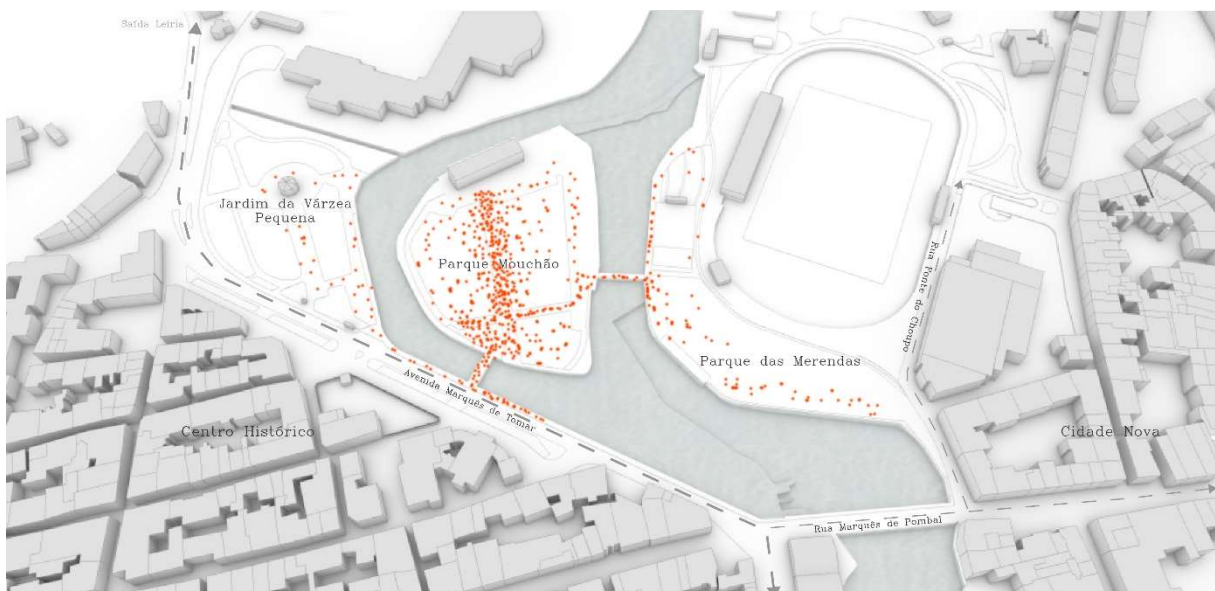 Saída Leiria
Jardim da Várzea
Pequena
Parque Mouchão
Rua Fonte do Choupo
Parque das Merendas
Avenida Marquês de Tomar
Centro Histórico
Cidade Nova
Rua Marquês de Pombal